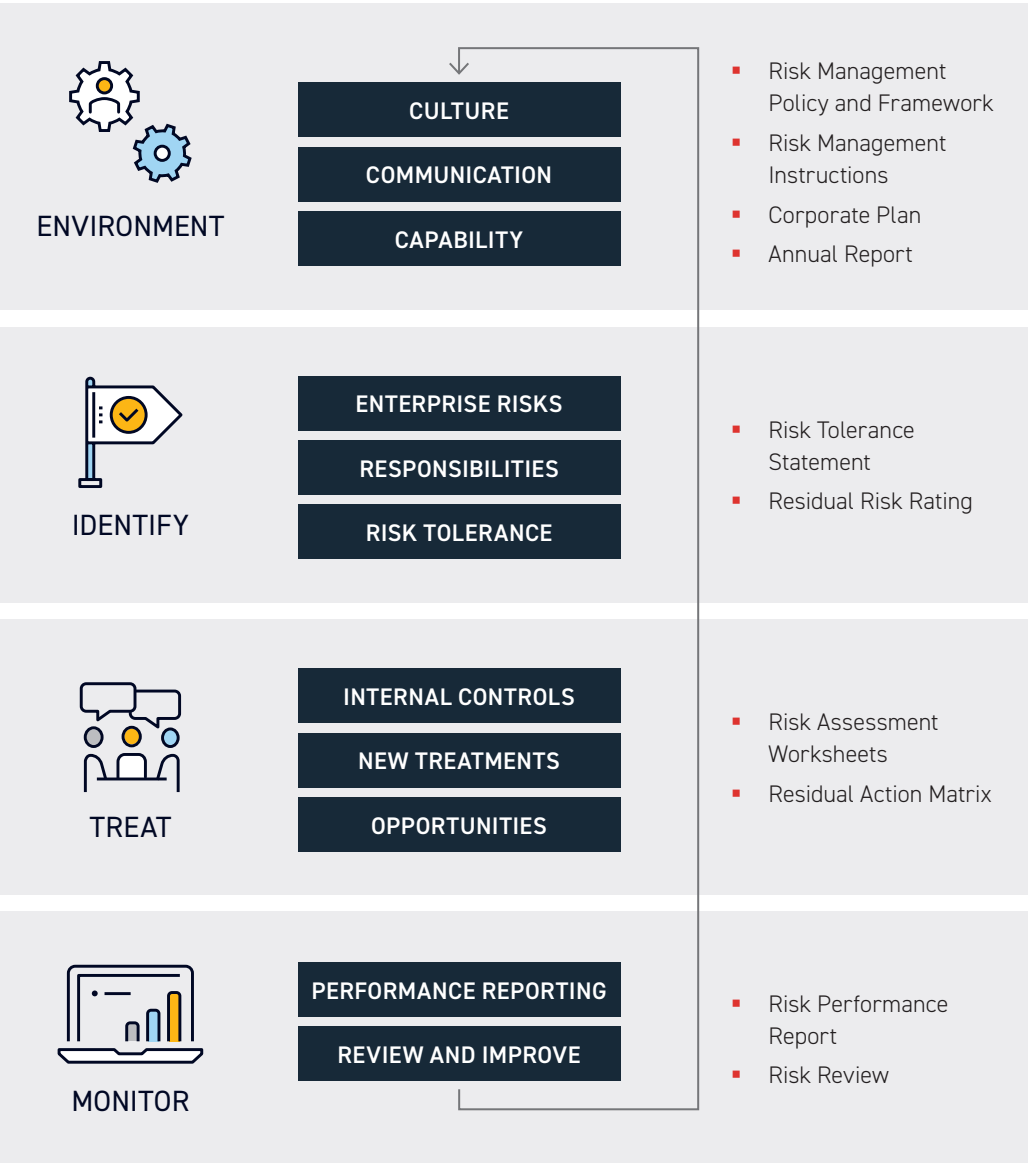 ENVIRONMENT
CULTURE
COMMUNICATION
CAPABILITY
Risk Management
Policy and Framework
Risk Management
Instructions
Corporate Plan
Annual Report
IDENTIFY
ENTERPRISE RISKS
RESPONSIBILITIES
RISK TOLERANCE
Risk Tolerance
Statement
Residual Risk Rating
TREAT
INTERNAL CONTROLS
NEW TREATMENTS
OPPORTUNITIES
Risk Assessment
Worksheets
Residual Action Matrix
MONITOR
PERFORMANCE REPORTING
REVIEW AND IMPROVE
Risk Performance
Report
Risk Review